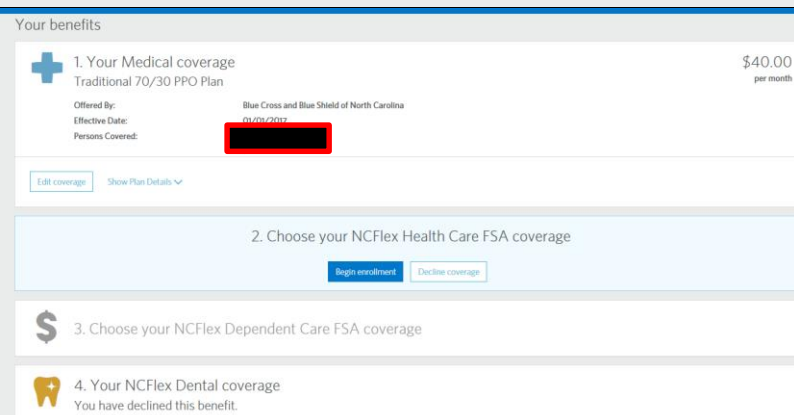 Your benefits
1. Your Medical coverage
$40.00
Traditional 70/30 PPO Plan
per month
Offered By: Blue Cross and Blue Shield of North Carolina
Effective Date: 01/01/2017
Persons Covered:
Edit coverage Show Plan Details
2. Choose your NCFlex Health Care FSA coverage
Begin enrollment Decline coverage
$ 3. Choose your NCFlex Dependent Care FSA coverage
4. Your NCFlex Dental coverage
You have declined this benefit.